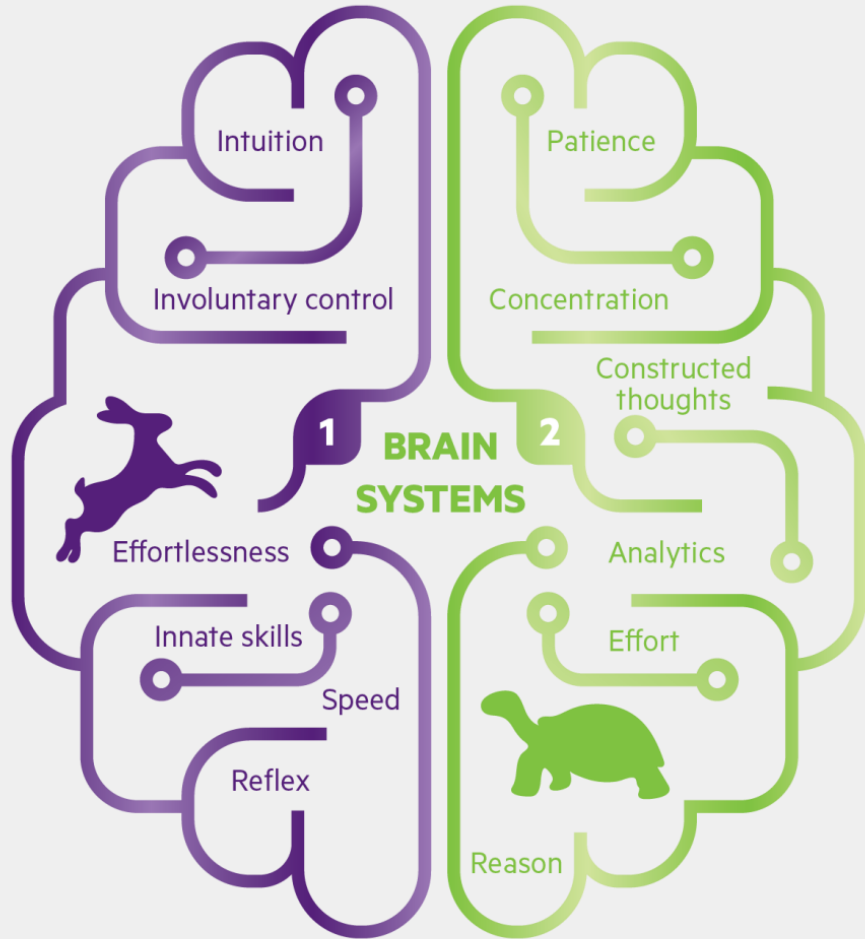 Intuition
Involuntary control
1
Effortlessness
Innate skills
Speed
Reflex
BRAIN
SYSTEMS
2
Patience
Concentration
Constructed
thoughts
Analytics
Effort
Reason